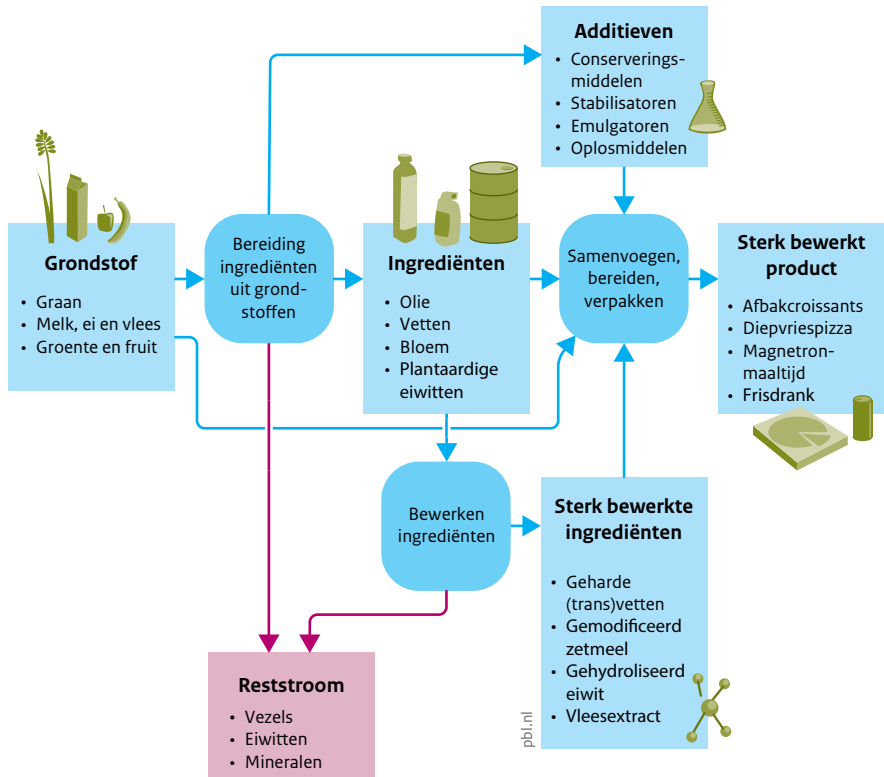 Additieven
• Conserverings-
middelen
• Stabilisatoren
• Emulgatoren
• Oplosmiddelen
Grondstof
• Graan
• Melk, ei en vlees
• Groente en fruit
Bereiding
ingrediënten
uit grond-
stoffen
Ingrediënten
• Olie
• Vetten
• Bloem
• Plantaardige
eiwitten
Samenvoegen,
bereiden,
verpakken
Sterk bewerkt
product
• Afbakcroissants
• Diepvriespizza
• Magnetron-
maaltijd
• Frisdrank
Bewerken
ingrediënten
Sterk bewerkte
ingrediënten
• Geharde
(trans)vetten
• Gemodificeerd
zetmeel
• Gehydroliseerd
eiwit
• Vleesextract
Reststroom
• Vezels
• Eiwitten
• Mineralen
pbl.nl